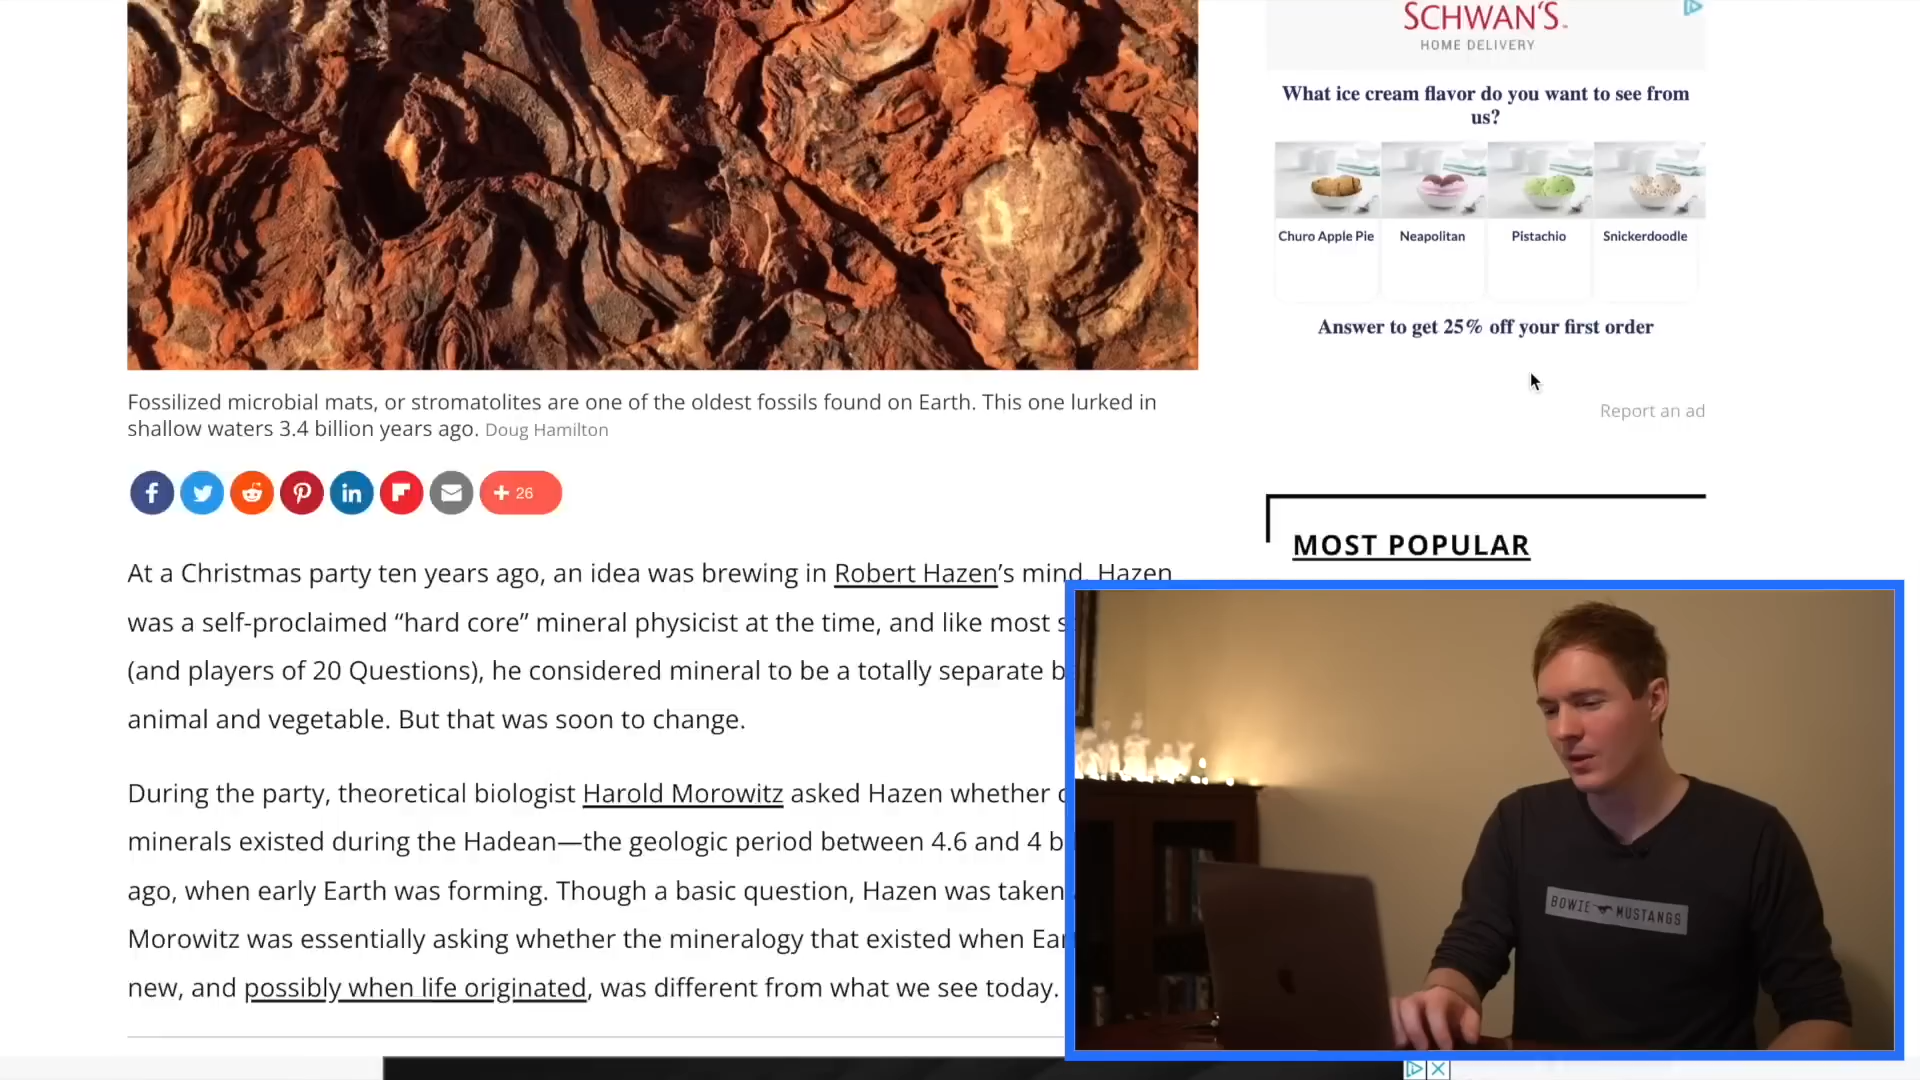 SCHWAN'S
HOME DELIVERY
What ice cream flavor do you want to see from
us?
Churo Apple Pie
Neapolitan
Pistachio
Snickerdoodle
Answer to get 25% off your first order
Report an ad
Fossilized microbial mats, or stromatolites are one of the oldest fossils found on Earth. This one lurked in
shallow waters 3.4 billion years ago. Doug Hamilton
+ 26
MOST POPULAR
At a Christmas party ten years ago, an idea was brewing in Robert Hazen’s mind. Hazen
was a self-proclaimed “hard core” mineral physicist at the time, and like most
(and players of 20 Questions), he considered mineral to be a totally separate
animal and vegetable. But that was soon to change.
During the party, theoretical biologist Harold Morowitz asked Hazen whether
minerals existed during the Hadean—the geologic period between 4.6 and 4
ago, when early Earth was forming. Though a basic question, Hazen was taken
Morowitz was essentially asking whether the mineralogy that existed when
new, and possibly when life originated, was different from what we see today.
BOWIE MUSTANGS